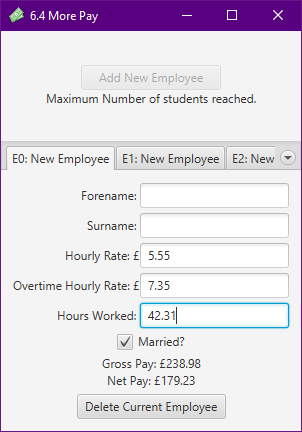 6.4 More Pay
Add New Employee
Maximum Number of students reached.
E0: New Employee E1: New Employee E2: New
Forename:
Surname:
Hourly Rate: £ 5.55
Overtime Hourly Rate: £ 7.35
Hours Worked: 42.31
Married?
Gross Pay: £238.98
Net Pay: £179.23
Delete Current Employee